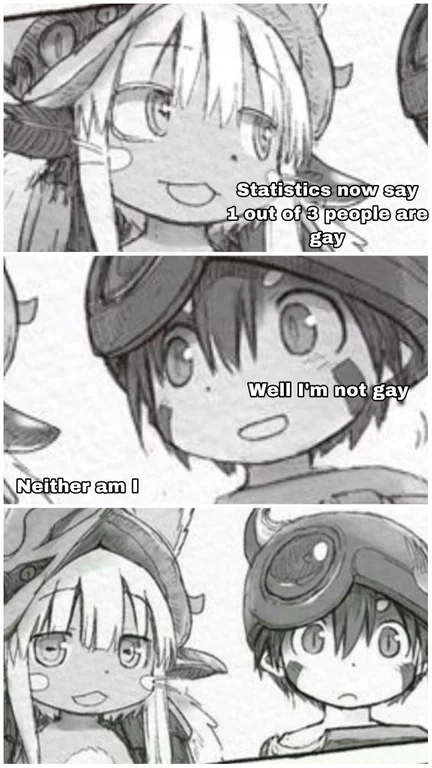 Statistics now say
1 out of 3 people are
gay
Well I'm not gay
Neither am I